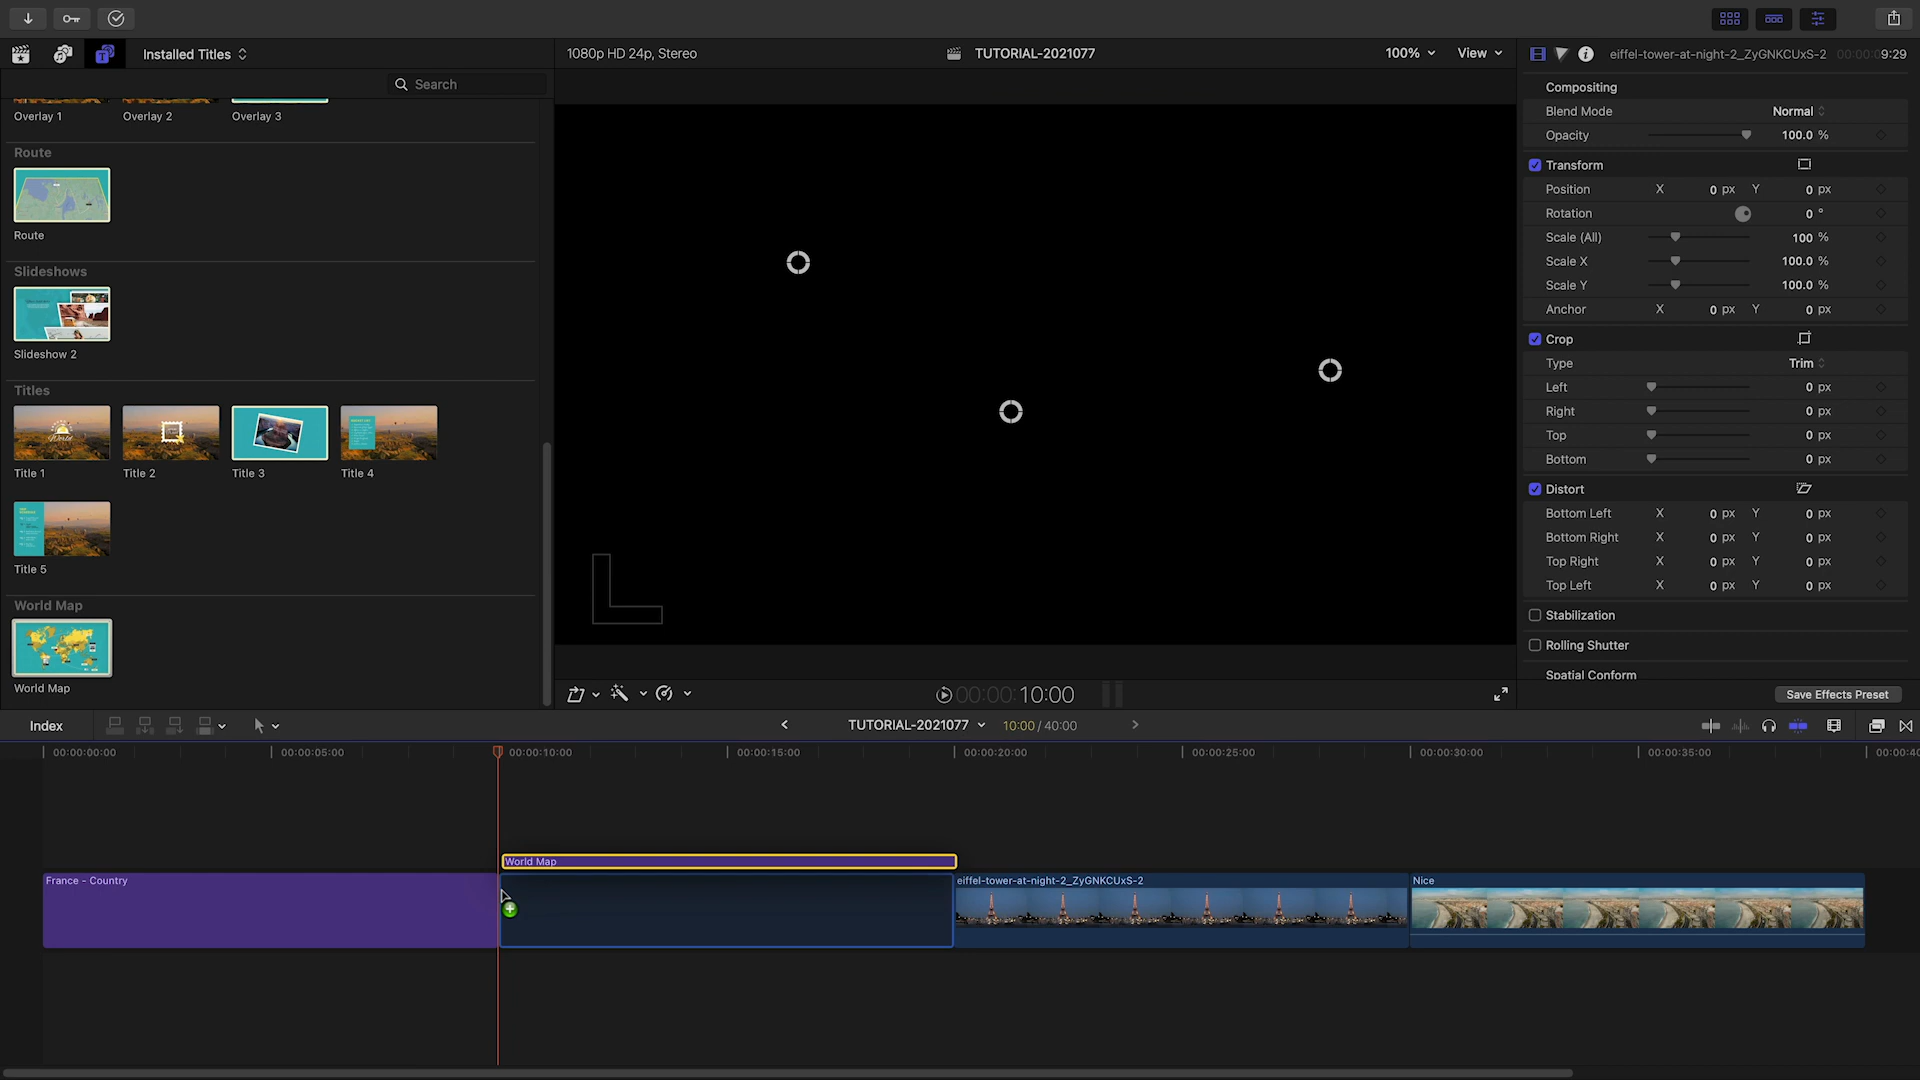 Installed Titles
1080p HD 24p, Stereo
TUTORIAL-2021077
100%
View
eiffel-tower-at-night-2_ZyGNKCUxS-2
00:00:09:29
Search
Overlay 1
Overlay 2
Overlay 3
Route
Route
Slideshows
Slideshow 2
Titles
Title 1
Title 2
Title 3
Title 4
Title 5
World Map
World Map
Compositing
Blend Mode
Normal
Opacity
100.0 %
Transform
Position X 0 px Y 0 px
Rotation 0 °
Scale (All) 100 %
Scale X 100.0 %
Scale Y 100.0 %
Anchor X 0 px Y 0 px
Crop
Type Trim
Left 0 px
Right 0 px
Top 0 px
Bottom 0 px
Distort
Bottom Left X 0 px Y 0 px
Bottom Right X 0 px Y 0 px
Top Right X 0 px Y 0 px
Top Left X 0 px Y 0 px
Stabilization
Rolling Shutter
Spatial Conform
Save Effects Preset
00:00:10:00
Index
TUTORIAL-2021077
10:00 / 40:00
00:00:00:00
00:00:05:00
00:00:10:00
00:00:15:00
00:00:20:00
00:00:25:00
00:00:30:00
00:00:35:00
00:00:40
World Map
France - Country
eiffel-tower-at-night-2_ZyGNKCUxS-2
Nice